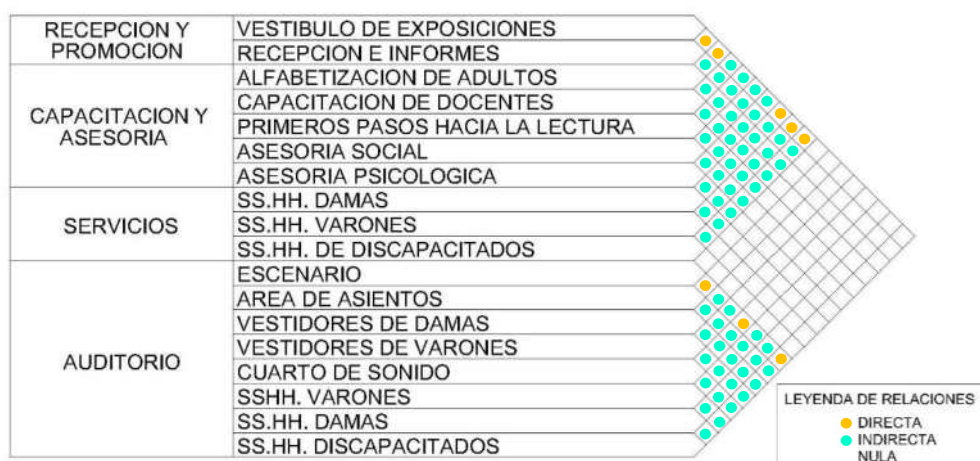 RECEPCION Y
PROMOCION
VESTIBULO DE EXPOSICIONES
RECEPCION E INFORMES
CAPACITACION Y
ASESORIA
ALFABETIZACION DE ADULTOS
CAPACITACION DE DOCENTES
PRIMEROS PASOS HACIA LA LECTURA
ASESORIA SOCIAL
ASESORIA PSICOLOGICA
SERVICIOS
SS.HH. DAMAS
SS.HH. VARONES
SS.HH. DE DISCAPACITADOS
AUDITORIO
ESCENARIO
AREA DE ASIENTOS
VESTIDORES DE DAMAS
VESTIDORES DE VARONES
CUARTO DE SONIDO
SSHH. VARONES
SS.HH. DAMAS
SS.HH. DISCAPACITADOS
LEYENDA DE RELACIONES
DIRECTA
INDIRECTA
NULA